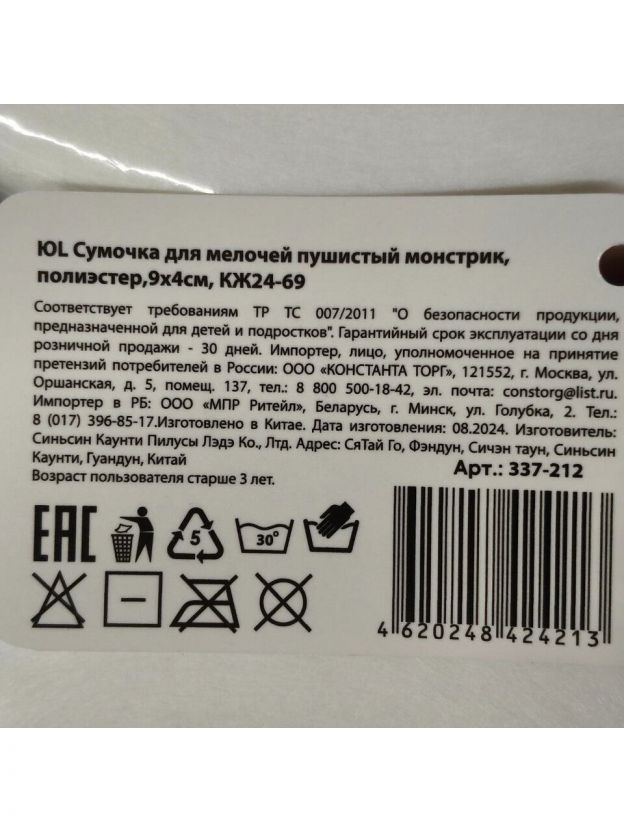 ЮL Сумочка для мелочей пушистый монстрик,
полиэстер,9х4см, КЖ24-69
Соответствует требованиям ТР ТС 007/2011 "О безопасности продукции,
предназначенной для детей и подростков". Гарантийный срок эксплуатации со дня
розничной продажи - 30 дней. Импортер, лицо, уполномоченное на принятие
претензий потребителей в России: ООО «КОНСТАНТА ТОРГ», 121552, г. Москва, ул.
Оршанская, д. 5, помещ. 137, тел.: 8 800 500-18-42, эл. почта: constorg@list.ru.
Импортер в РБ: ООО «МПР Ритейл», Беларусь, г. Минск, ул. Голубка, 2. Тел.:
8 (017) 396-85-17.Изготовлено в Китае. Дата изготовления: 08.2024. Изготовитель:
Синьсин Каунти Пилусы Лэдэ Ко., Лтд. Адрес: СяТай Го, Фэндун, Сичэн таун, Синьсин
Каунти, Гуандун, Китай
Арт.: 337-212
Возраст пользователя старше 3 лет.
ЕАС
5
30°
4 620248 424213